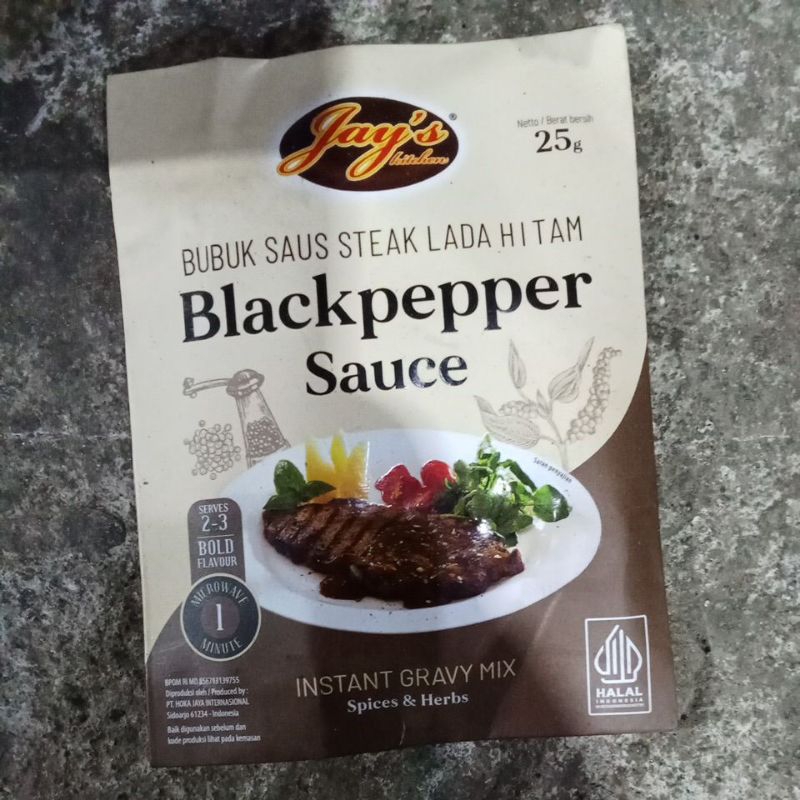 Jay's
kitchen
®
Netto / Berat bersih
25g
BUBUK SAUS STEAK LADA HITAM
Blackpepper
Sauce
Saran penyajian
SERVES
2-3
BOLD
FLAVOUR
MICROWAVE
1
MINUTE
INSTANT GRAVY MIX
Spices & Herbs
BPOM RI MD 856713139755
Diproduksi oleh / Produced by :
PT. HOKA JAYA INTERNASIONAL
Sidoarjo 61234 - Indonesia
Baik digunakan sebelum dan
kode produksi lihat pada kemasan
HALAL
INDONESIA